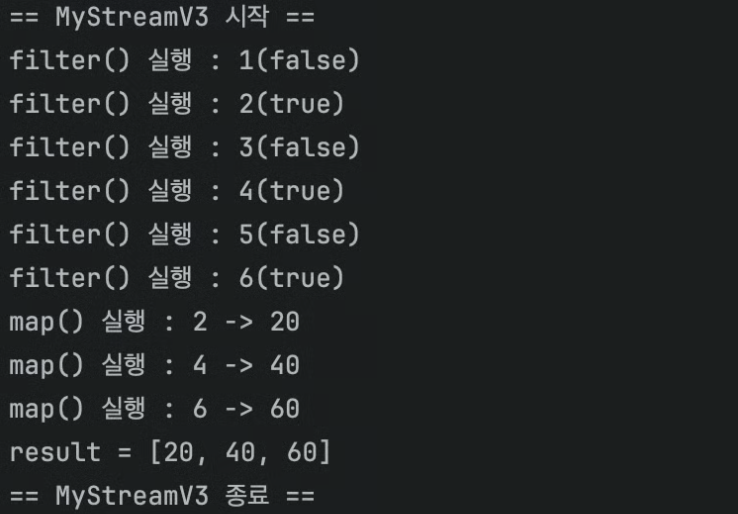 == MyStreamV3 시작 ==
filter() 실행 : 1(false)
filter() 실행 : 2(true)
filter() 실행 : 3(false)
filter() 실행 : 4(true)
filter() 실행 : 5(false)
filter() 실행 : 6(true)
map() 실행 : 2 -> 20
map() 실행 : 4 -> 40
map() 실행 : 6 -> 60
result = [20, 40, 60]
== MyStreamV3 종료 ==